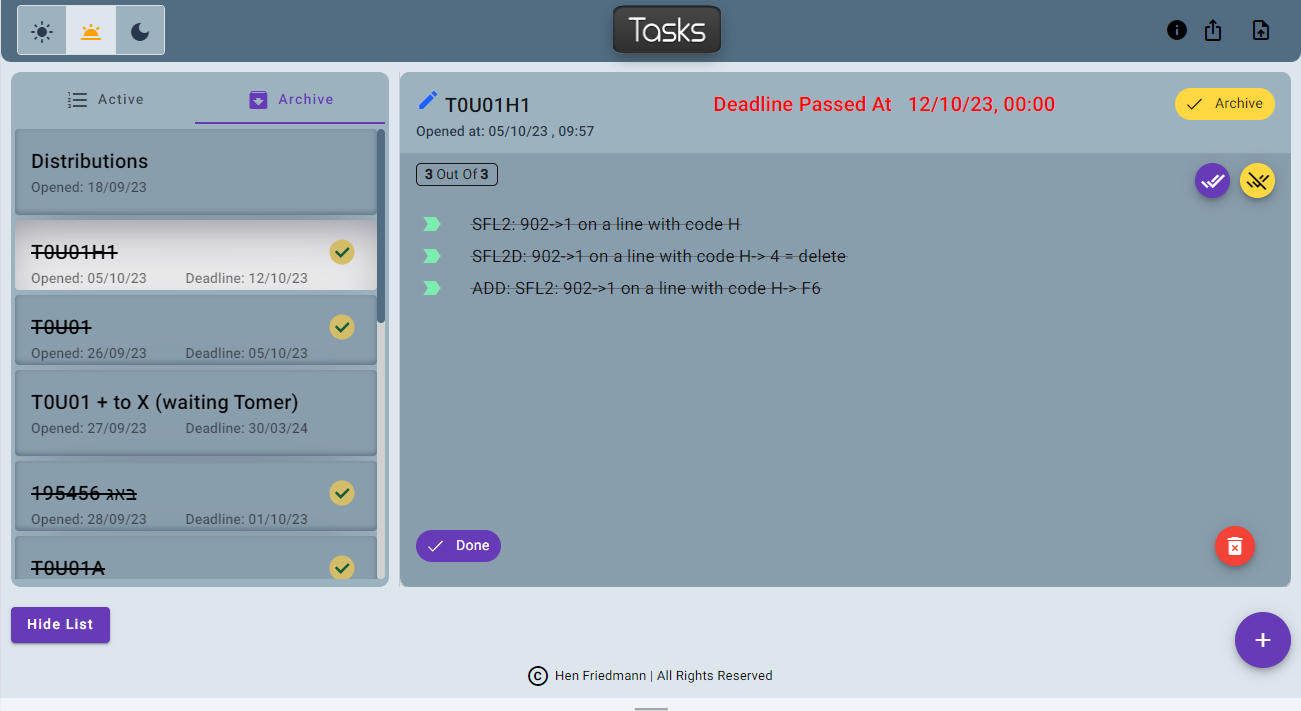 Tasks
Active
Archive
Distributions
Opened: 18/09/23
T0U01H1
Opened: 05/10/23 Deadline: 12/10/23
T0U01
Opened: 26/09/23 Deadline: 05/10/23
T0U01 + to X (waiting Tomer)
Opened: 27/09/23 Deadline: 30/03/24
באג 195456
Opened: 28/09/23 Deadline: 01/10/23
T0U01A
T0U01H1
Deadline Passed At 12/10/23, 00:00
Archive
Opened at: 05/10/23 , 09:57
3 Out Of 3
SFL2: 902->1 on a line with code H
SFL2D: 902->1 on a line with code H-> 4 = delete
ADD: SFL2: 902->1 on a line with code H-> F6
Done
Hide List
+
© Hen Friedmann | All Rights Reserved